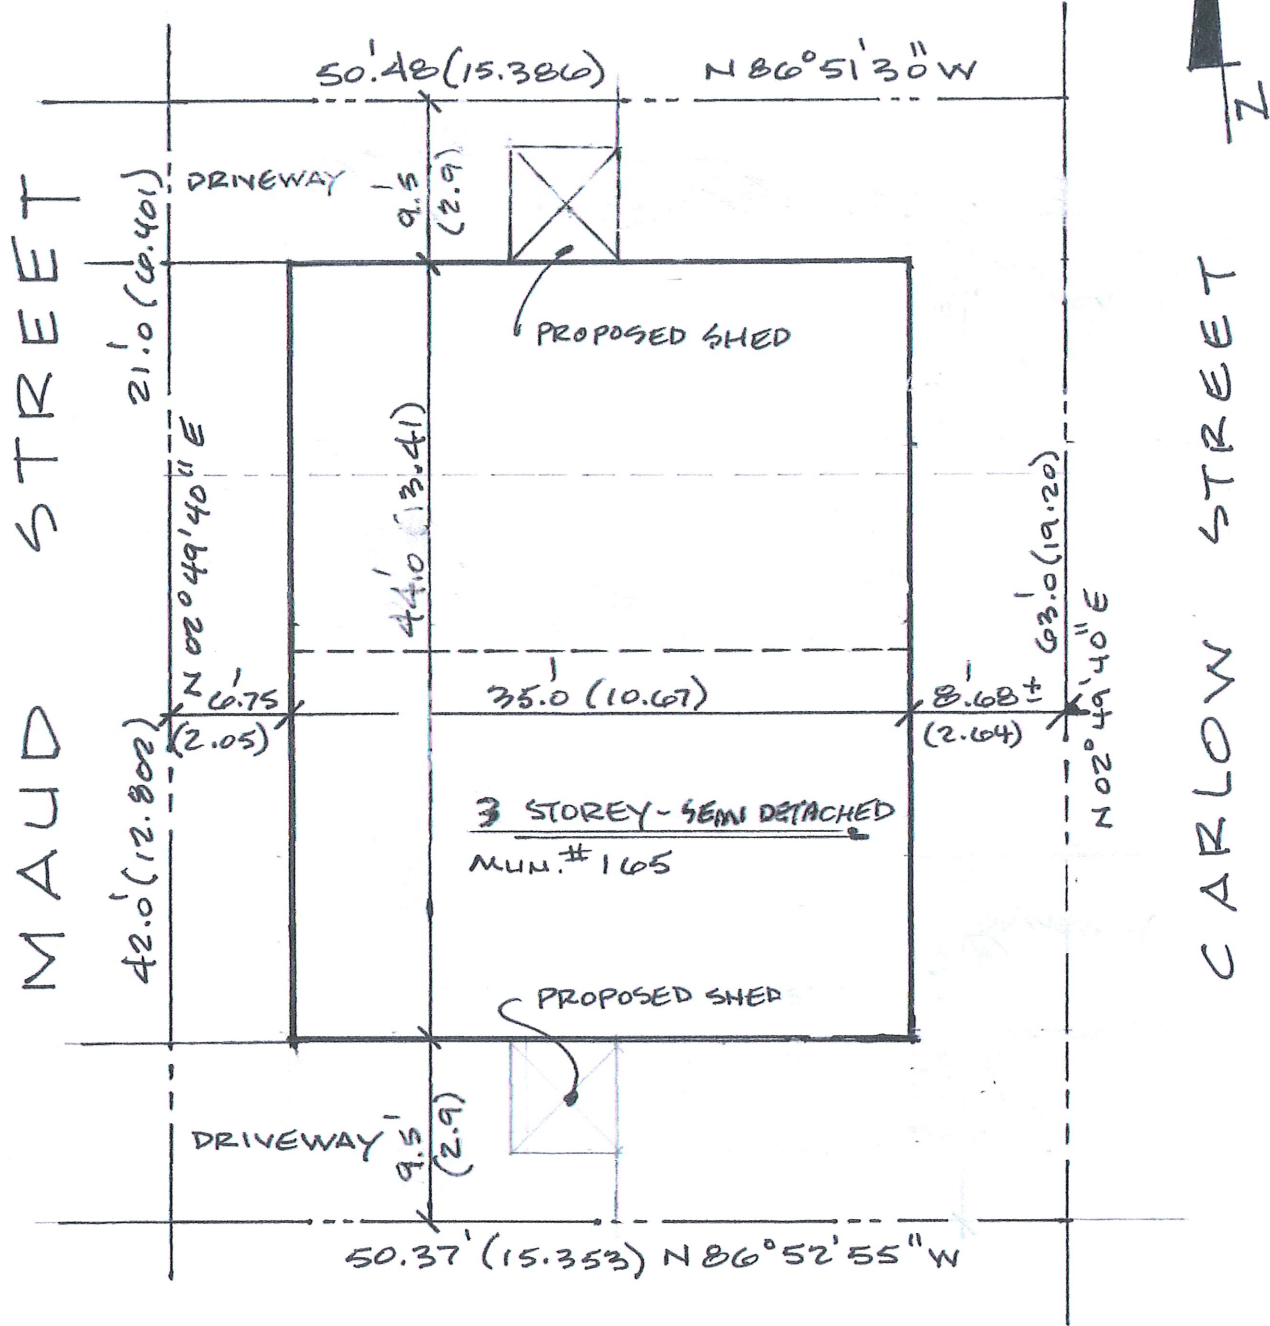 50.48' (15.386) N 86° 51' 30" W
N
DRIVEWAY
9.5'
(2.9)
21.0' (6.401)
PROPOSED SHED
MAUD STREET
CARLOW STREET
N 02° 49' 40" E
44.0' (13.41)
63.0' (19.20)
N 02° 49' 40" E
6.75'
(2.05)
35.0' (10.67)
8.68' ±
(2.64)
42.0' (12.802)
3 STOREY - SEMI DETACHED
MUN. # 165
PROPOSED SHED
DRIVEWAY
9.5'
(2.9)
50.37' (15.353) N 86° 52' 55" W